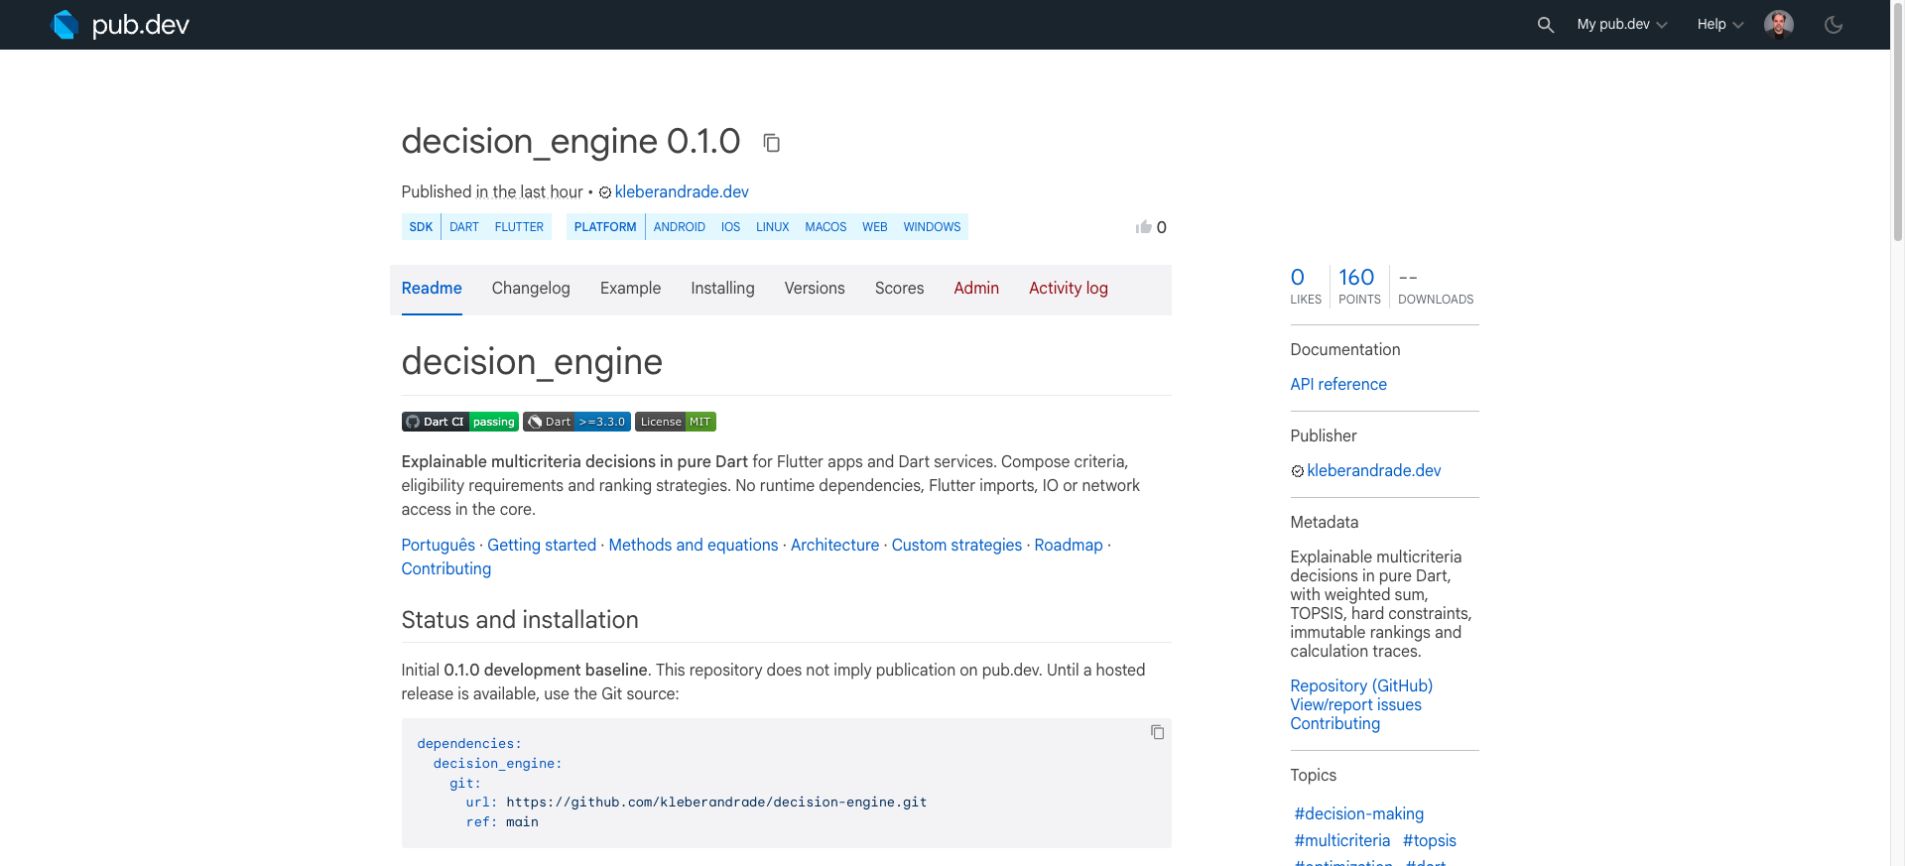 pub.dev
My pub.dev
Help
decision_engine 0.1.0
Published in the last hour • kleberandrade.dev
SDK DART FLUTTER PLATFORM ANDROID IOS LINUX MACOS WEB WINDOWS
0
Readme Changelog Example Installing Versions Scores Admin Activity log
decision_engine
Dart CI passing Dart >=3.3.0 License MIT
Explainable multicriteria decisions in pure Dart for Flutter apps and Dart services. Compose criteria,
eligibility requirements and ranking strategies. No runtime dependencies, Flutter imports, IO or network
access in the core.
Português · Getting started · Methods and equations · Architecture · Custom strategies · Roadmap ·
Contributing
Status and installation
Initial 0.1.0 development baseline. This repository does not imply publication on pub.dev. Until a hosted
release is available, use the Git source:
dependencies:
decision_engine:
git:
url: https://github.com/kleberandrade/decision-engine.git
ref: main
0 160 --
LIKES POINTS DOWNLOADS
Documentation
API reference
Publisher
kleberandrade.dev
Metadata
Explainable multicriteria
decisions in pure Dart,
with weighted sum,
TOPSIS, hard constraints,
immutable rankings and
calculation traces.
Repository (GitHub)
View/report issues
Contributing
Topics
#decision-making
#multicriteria #topsis
#optimization #dart